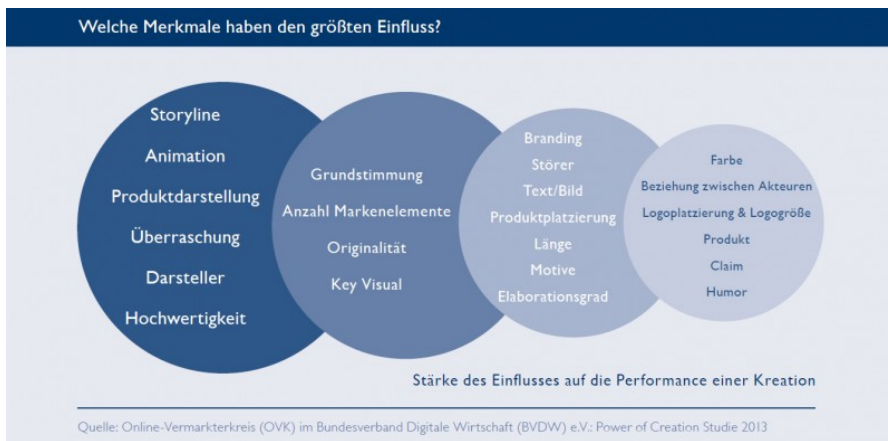 Welche Merkmale haben den größten Einfluss?
Storyline
Animation
Produktdarstellung
Überraschung
Darsteller
Hochwertigkeit
Grundstimmung
Anzahl Markenelemente
Originalität
Key Visual
Branding
Störer
Text/Bild
Produktplatzierung
Länge
Motive
Elaborationsgrad
Farbe
Beziehung zwischen Akteuren
Logoplatzierung & Logogröße
Produkt
Claim
Humor
Stärke des Einflusses auf die Performance einer Kreation
Quelle: Online-Vermarkterkreis (OVK) im Bundesverband Digitale Wirtschaft (BVDW) e.V.: Power of Creation Studie 2013